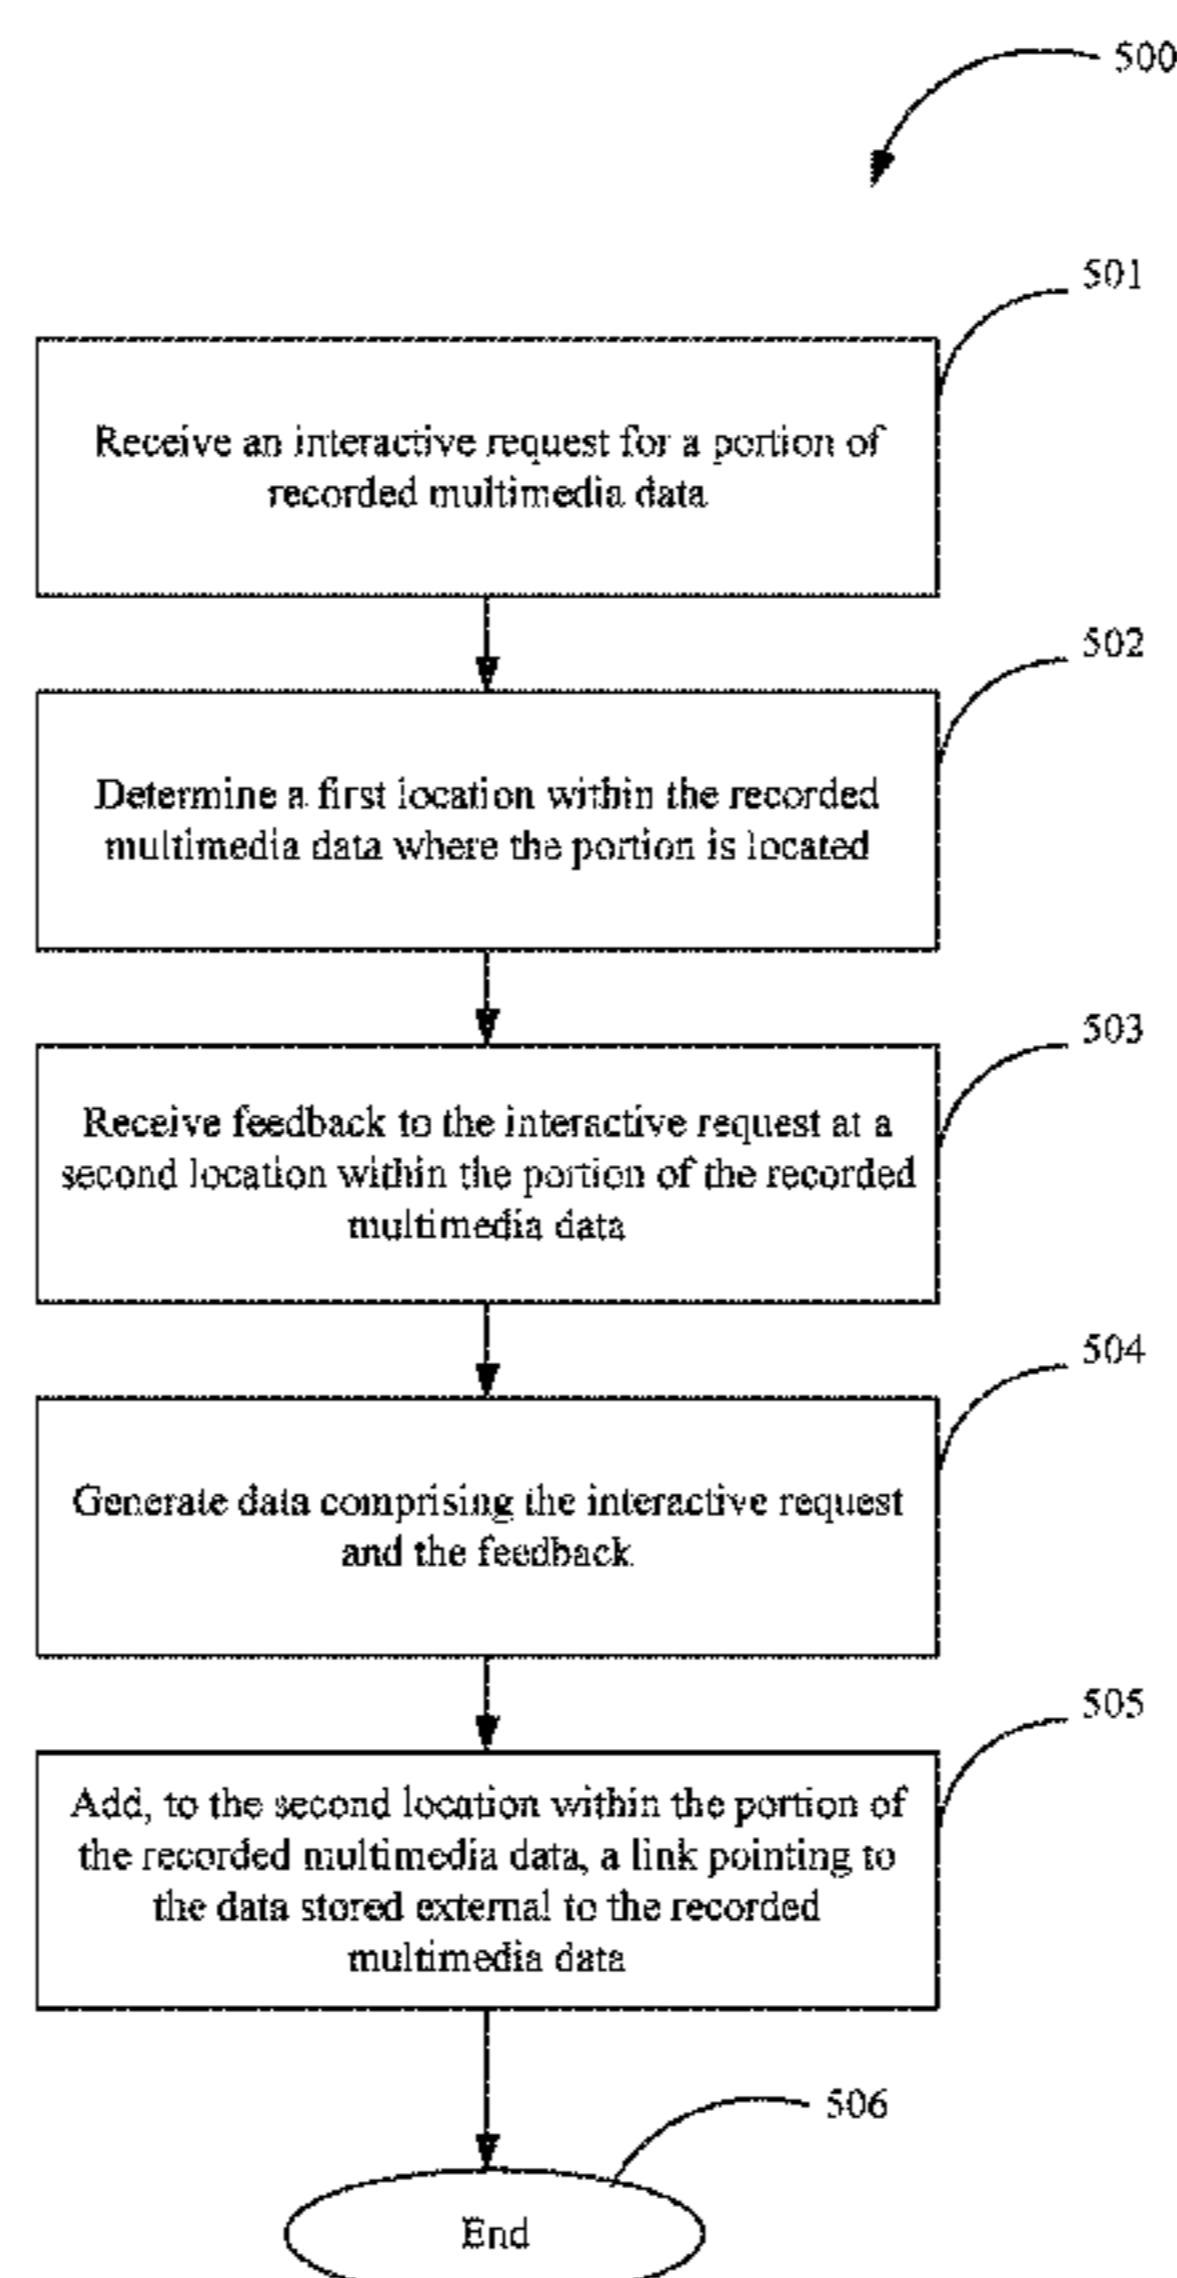 500
501
Receive an interactive request for a portion of
recorded multimedia data
502
Determine a first location within the recorded
multimedia data where the portion is located
503
Receive feedback to the interactive request at a
second location within the portion of the recorded
multimedia data
504
Generate data comprising the interactive request
and the feedback
505
Add, to the second location within the portion of
the recorded multimedia data, a link pointing to
the data stored external to the recorded
multimedia data
506
End